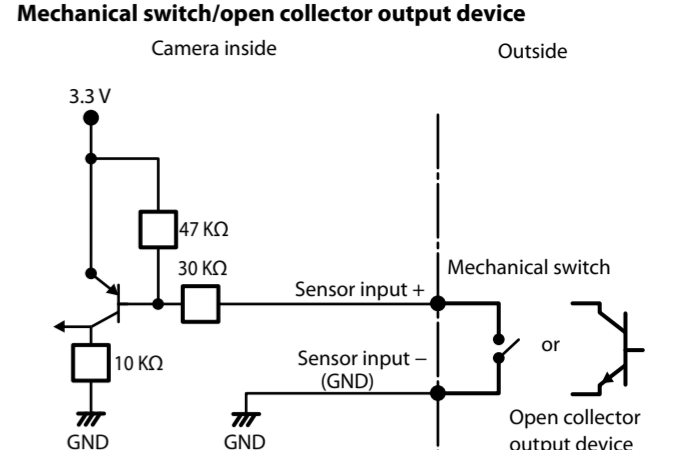 Mechanical switch/open collector output device
Camera inside
Outside
3.3 V
47 KΩ
30 KΩ
Mechanical switch
Sensor input +
or
10 KΩ
Sensor input −
(GND)
GND
GND
Open collector
output device